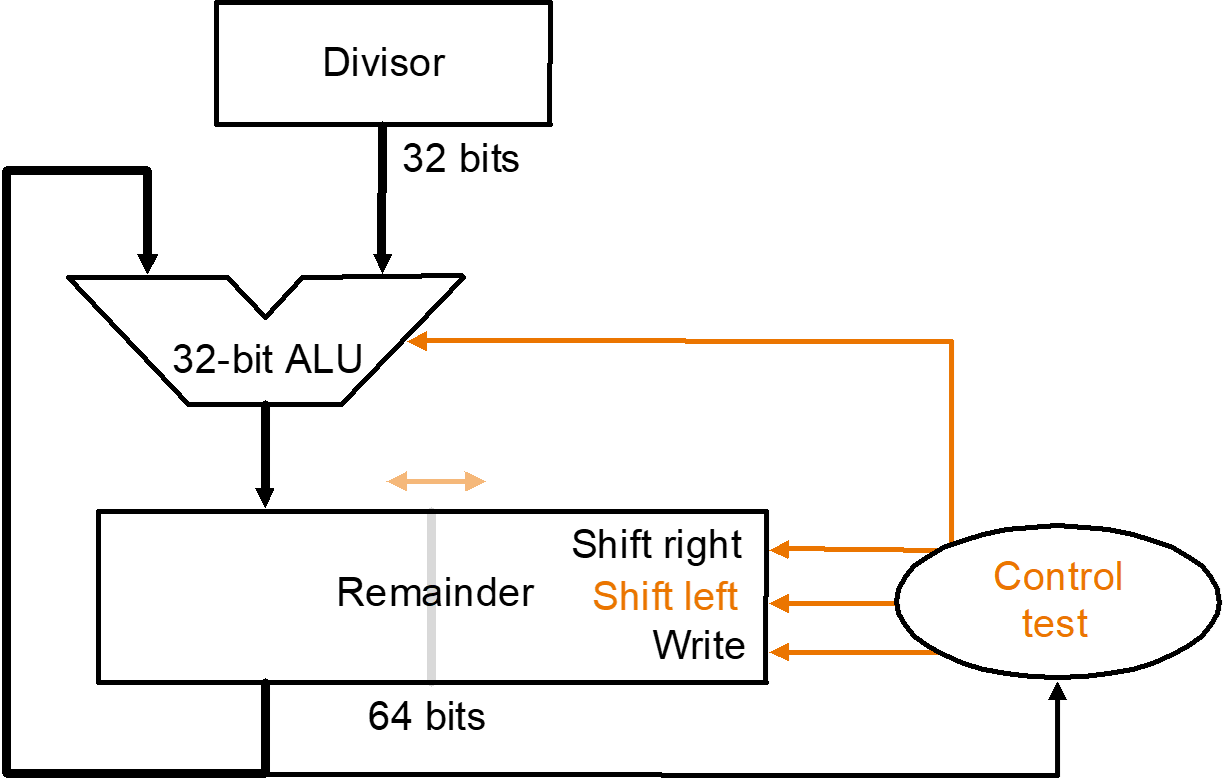 Divisor
32 bits
32-bit ALU
Shift right
Remainder
Shift left
Write
64 bits
Control
test